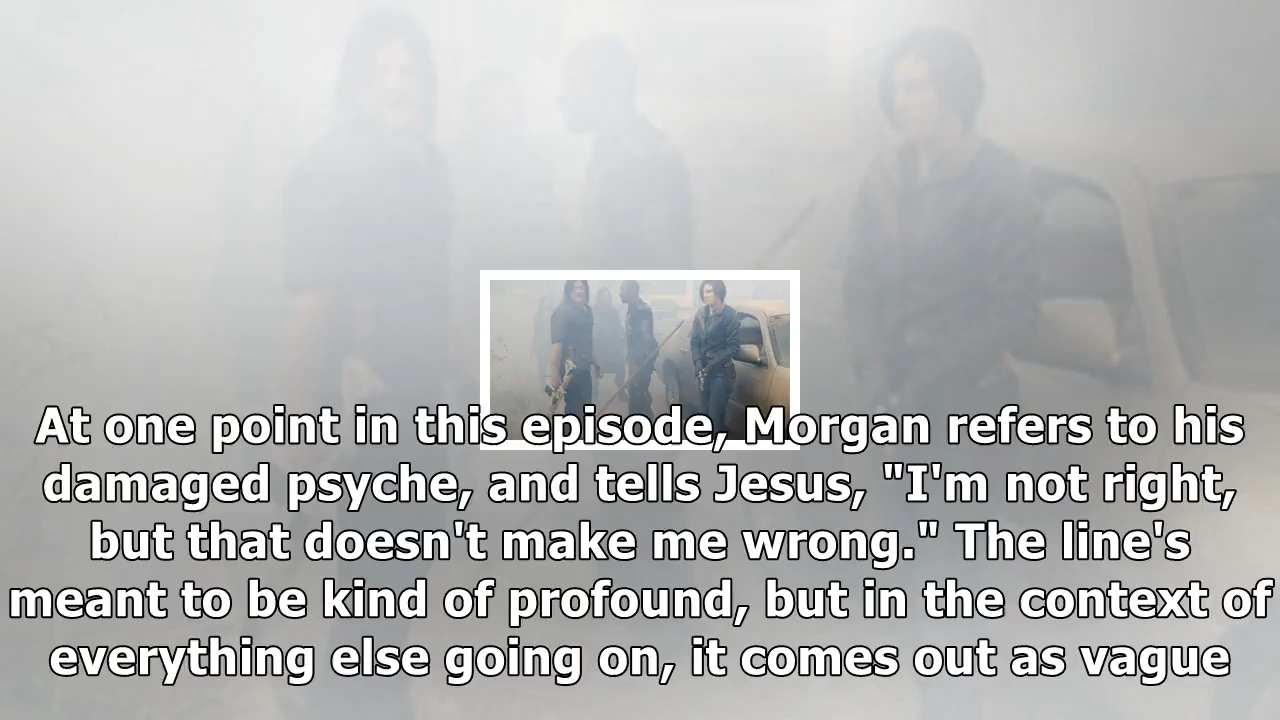 At one point in this episode, Morgan refers to his
damaged psyche, and tells Jesus, "I'm not right,
but that doesn't make me wrong." The line's
meant to be kind of profound, but in the context of
everything else going on, it comes out as vague